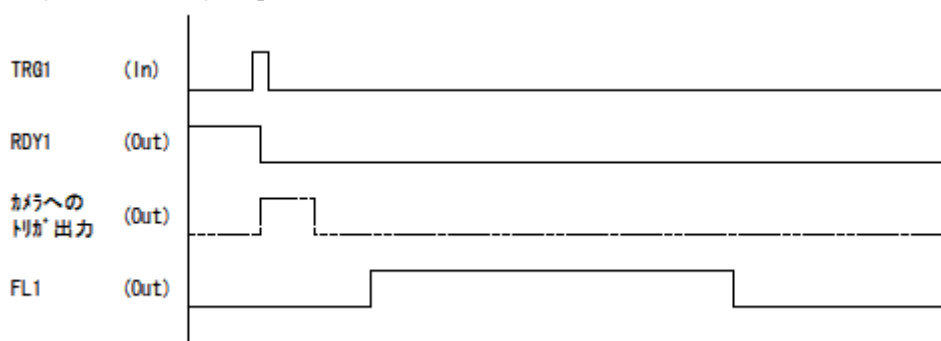 TRG1 (In)
RDY1 (Out)
ｶﾒﾗへの
ﾄﾘｶﾞ出力 (Out)
FL1 (Out)